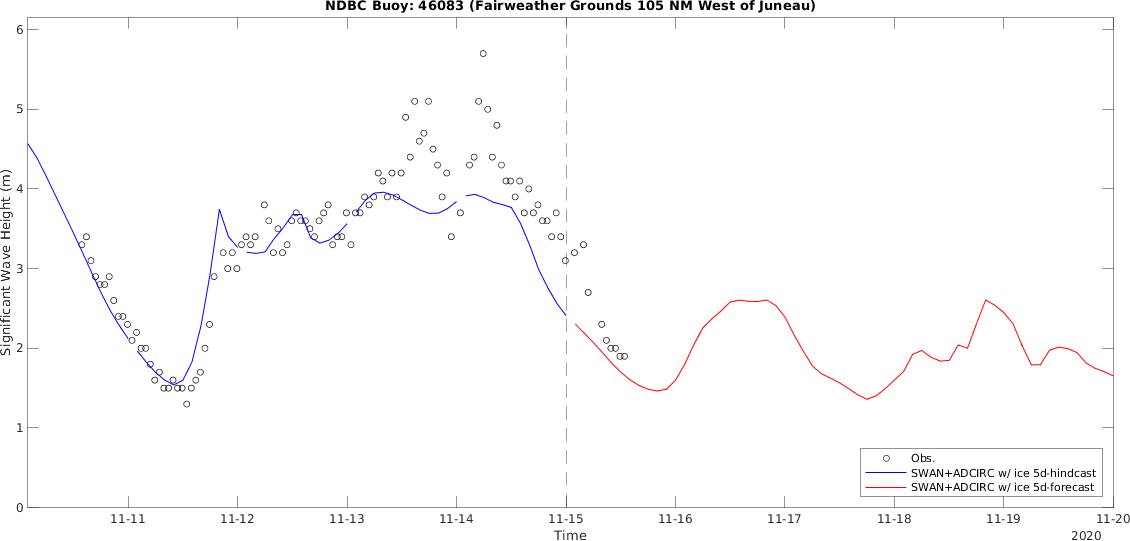 NDBC Buoy: 46083 (Fairweather Grounds 105 NM West of Juneau)
6
5
4
3
2
1
0
Significant Wave Height (m)
Obs.
SWAN+ADCIRC w/ ice 5d-hindcast
SWAN+ADCIRC w/ ice 5d-forecast
11-11 11-12 11-13 11-14 11-15 11-16 11-17 11-18 11-19 11-20
Time
2020